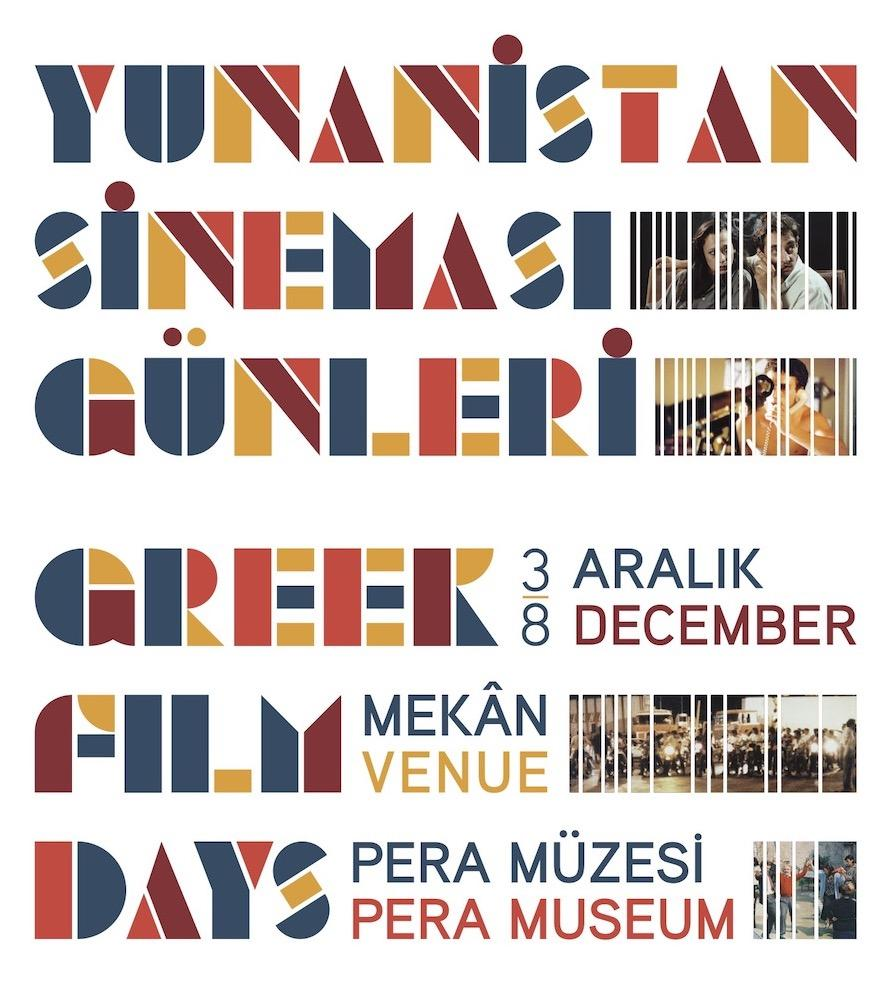 YUNANİSTAN
SİNEMASI
GÜNLERİ
GREEK
3
8
ARALIK
DECEMBER
FILM
MEKÂN
VENUE
DAYS
PERA MÜZESİ
PERA MUSEUM